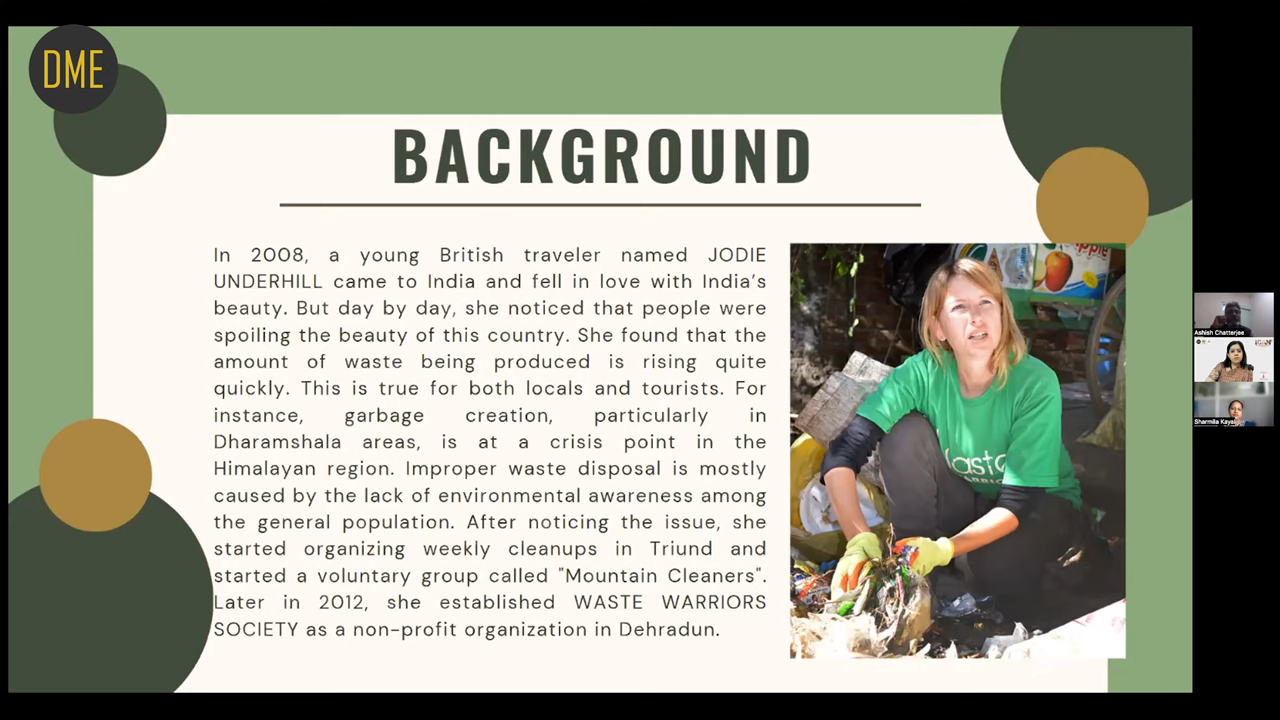 DME
BACKGROUND
In 2008, a young British traveler named JODIE
UNDERHILL came to India and fell in love with India's
beauty. But day by day, she noticed that people were
spoiling the beauty of this country. She found that the
amount of waste being produced is rising quite
quickly. This is true for both locals and tourists. For
instance, garbage creation, particularly in
Dharamshala areas, is at a crisis point in the
Himalayan region. Improper waste disposal is mostly
caused by the lack of environmental awareness among
the general population. After noticing the issue, she
started organizing weekly cleanups in Triund and
started a voluntary group called "Mountain Cleaners".
Later in 2012, she established WASTE WARRIORS
SOCIETY as a non-profit organization in Dehradun.
apple
Ashish Chatterjee
Sharmila Kayal